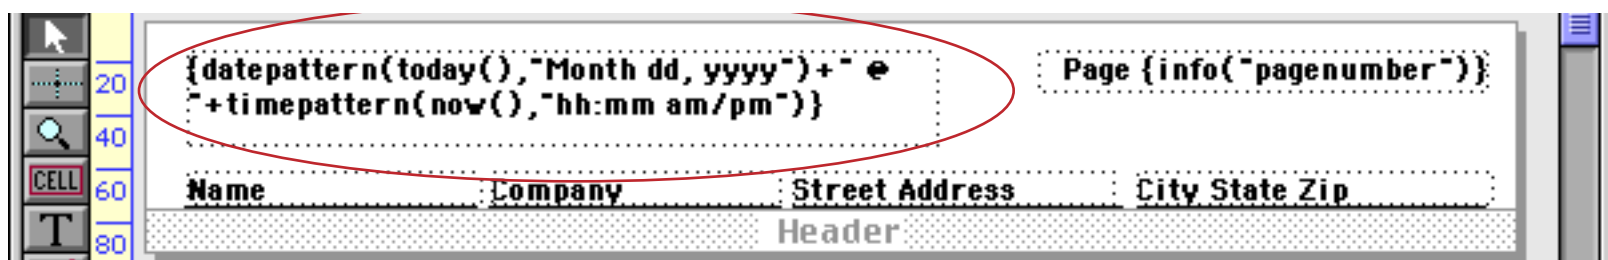 {datepattern(today(),"Month dd, yyyy")+" @
"+timepattern(now(),"hh:mm am/pm")}
Page {info("pagenumber")}
20
40
CELL
60
Name Company Street Address City State Zip
T
80
Header